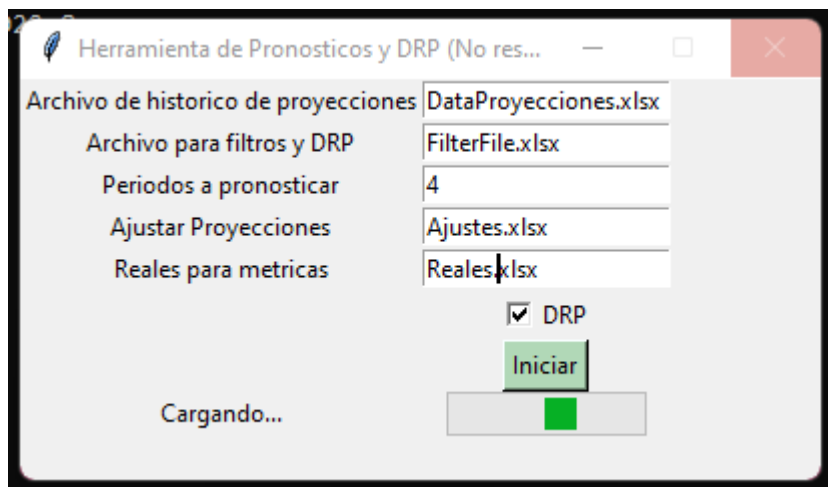 Herramienta de Pronosticos y DRP (No res...
Archivo de historico de proyecciones DataProyecciones.xlsx
Archivo para filtros y DRP FilterFile.xlsx
Periodos a pronosticar 4
Ajustar Proyecciones Ajustes.xlsx
Reales para metricas Reales.xlsx
DRP
Iniciar
Cargando...